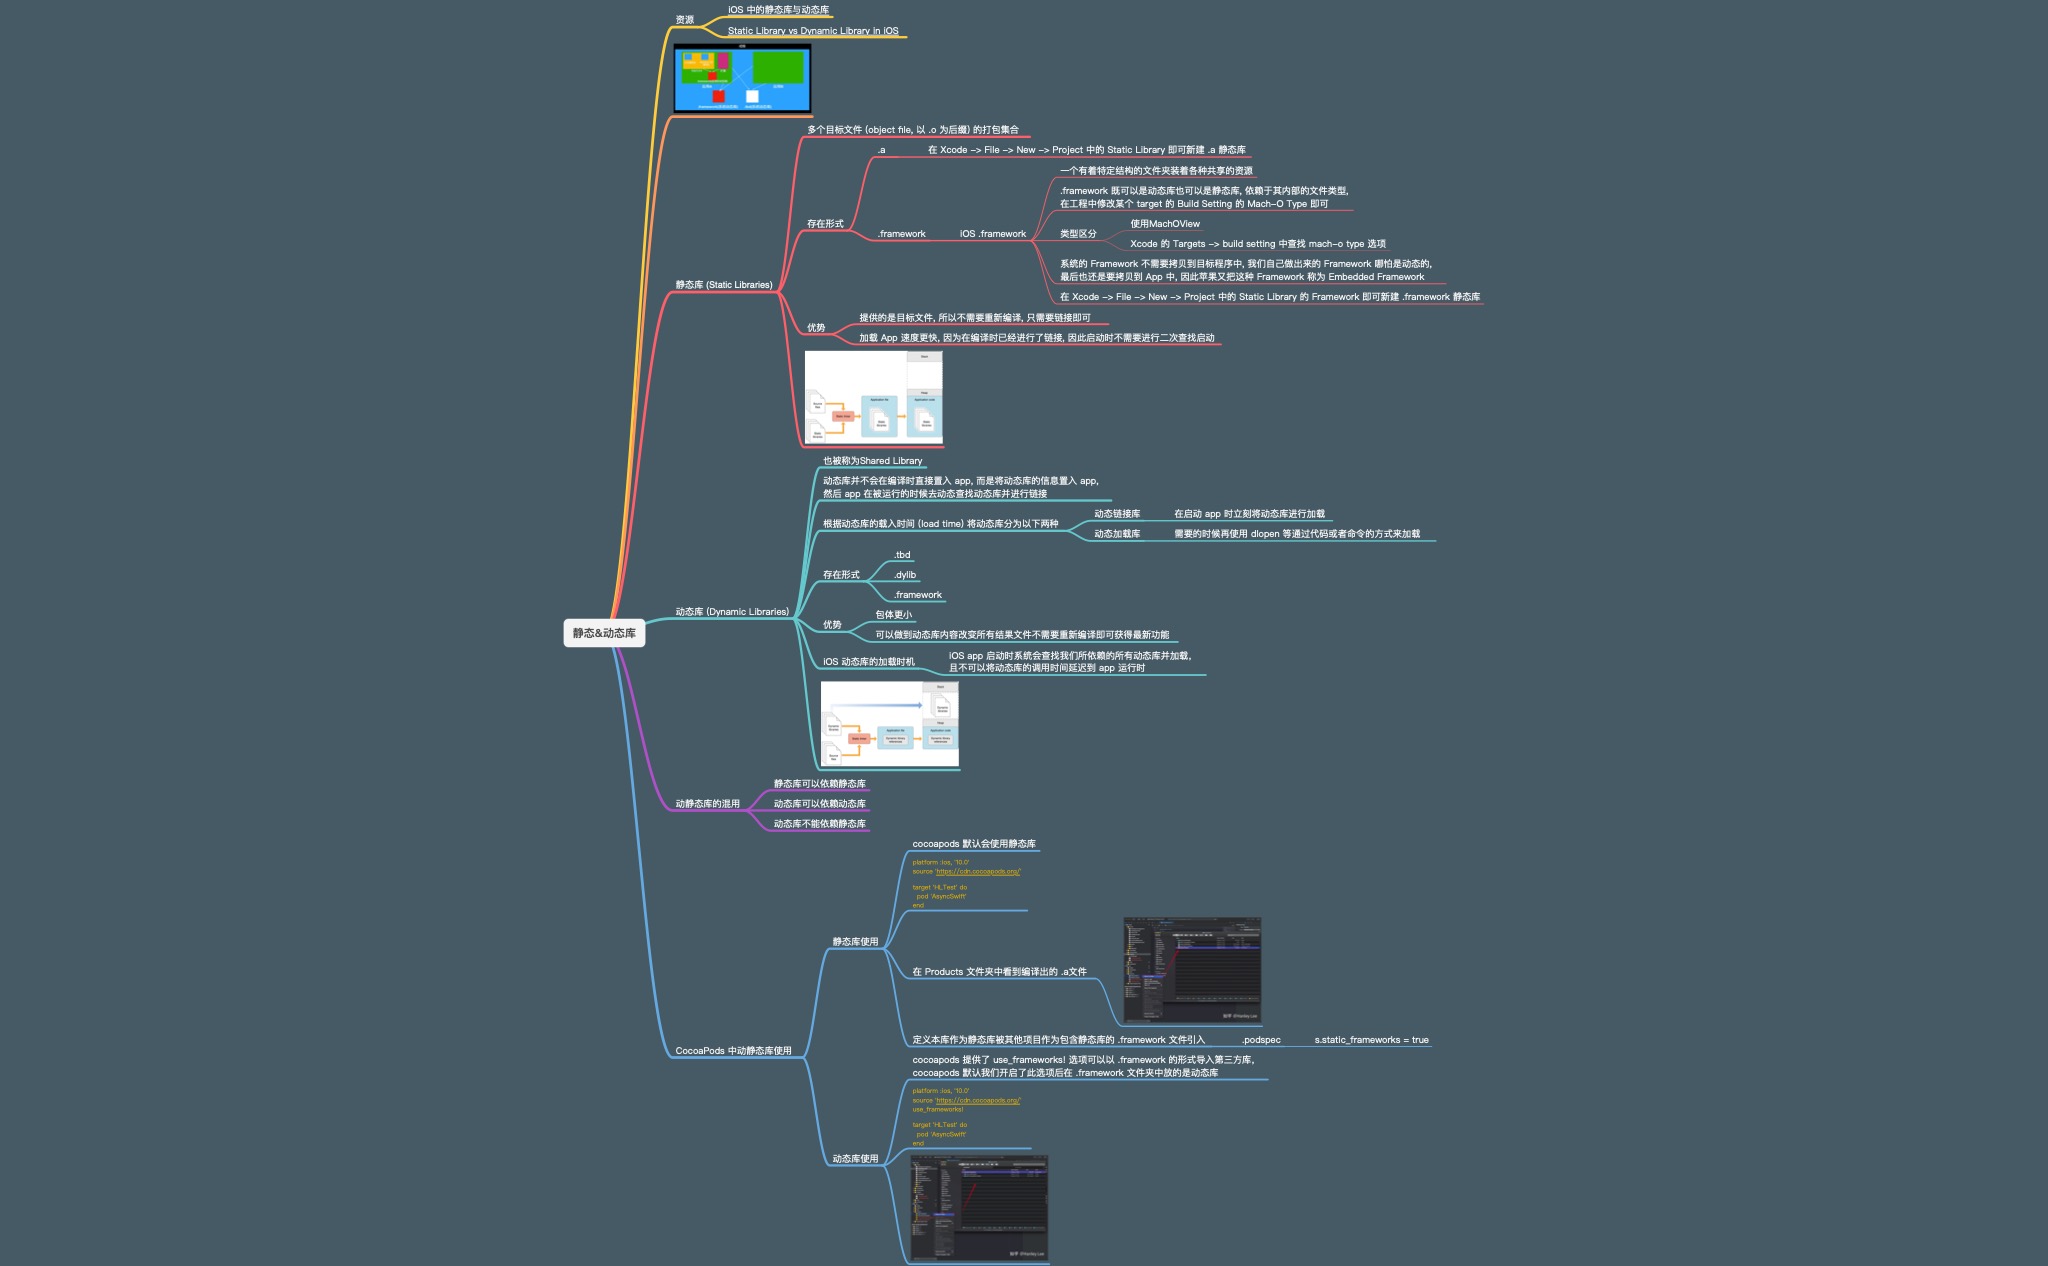 资源
iOS 中的静态库与动态库
Static Library vs Dynamic Library in iOS
静态&动态库
静态库 (Static Libraries)
多个目标文件 (object file, 以 .o 为后缀) 的打包集合
存在形式
.a
在 Xcode -> File -> New -> Project 中的 Static Library 即可新建 .a 静态库
.framework
iOS .framework
一个有着特定结构的文件夹装着各种共享的资源
.framework 既可以是动态库也可以是静态库, 依赖于其内部的文件类型,
在工程中修改某个 target 的 Build Setting 的 Mach-O Type 即可
类型区分
使用MachOView
Xcode 的 Targets -> build setting 中查找 mach-o type 选项
系统的 Framework 不需要拷贝到目标程序中, 我们自己做出来的 Framework 哪怕是动态的,
最后也还是要拷贝到 App 中, 因此苹果又把这种 Framework 称为 Embedded Framework
在 Xcode -> File -> New -> Project 中的 Static Library 的 Framework 即可新建 .framework 静态库
优势
提供的是目标文件, 所以不需要重新编译, 只需要链接即可
加载 App 速度更快, 因为在编译时已经进行了链接, 因此启动时不需要进行二次查找启动
动态库 (Dynamic Libraries)
也被称为Shared Library
动态库并不会在编译时直接置入 app, 而是将动态库的信息置入 app,
然后 app 在被运行的时候去动态查找动态库并进行链接
根据动态库的载入时间 (load time) 将动态库分为以下两种
动态链接库
在启动 app 时立刻将动态库进行加载
动态加载库
需要的时候再使用 dlopen 等通过代码或者命令的方式来加载
存在形式
.tbd
.dylib
.framework
优势
包体更小
可以做到动态库内容改变所有结果文件不需要重新编译即可获得最新功能
iOS 动态库的加载时机
iOS app 启动时系统会查找我们所依赖的所有动态库并加载,
且不可以将动态库的调用时间延迟到 app 运行时
动静态库的混用
静态库可以依赖静态库
动态库可以依赖动态库
动态库不能依赖静态库
CocoaPods 中动静态库使用
静态库使用
cocoapods 默认会使用静态库
platform :ios, '10.0'
source 'https://cdn.cocoapods.org/'
target 'HLTest' do
pod 'AsyncSwift'
end
在 Products 文件夹中看到编译出的 .a文件
定义本库作为静态库被其他项目作为包含静态库的 .framework 文件引入
.podspec
s.static_frameworks = true
动态库使用
cocoapods 提供了 use_frameworks! 选项可以以 .framework 的形式导入第三方库,
cocoapods 默认我们开启了此选项后在 .framework 文件夹中放的是动态库
platform :ios, '10.0'
source 'https://cdn.cocoapods.org/'
use_frameworks!
target 'HLTest' do
pod 'AsyncSwift'
end